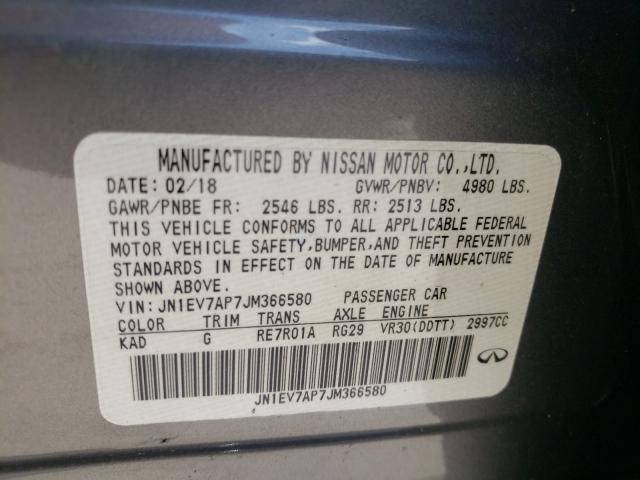 MANUFACTURED BY NISSAN MOTOR CO.,LTD.
DATE: 02/18 GVWR/PNBV: 4980 LBS.
GAWR/PNBE FR: 2546 LBS. RR: 2513 LBS.
THIS VEHICLE CONFORMS TO ALL APPLICABLE FEDERAL
MOTOR VEHICLE SAFETY,BUMPER,AND THEFT PREVENTION
STANDARDS IN EFFECT ON THE DATE OF MANUFACTURE
SHOWN ABOVE.
VIN: JN1EV7AP7JM366580 PASSENGER CAR
COLOR TRIM TRANS AXLE ENGINE
KAD G RE7R01A RG29 VR30(DDTT) 2997CC
JN1EV7AP7JM366580